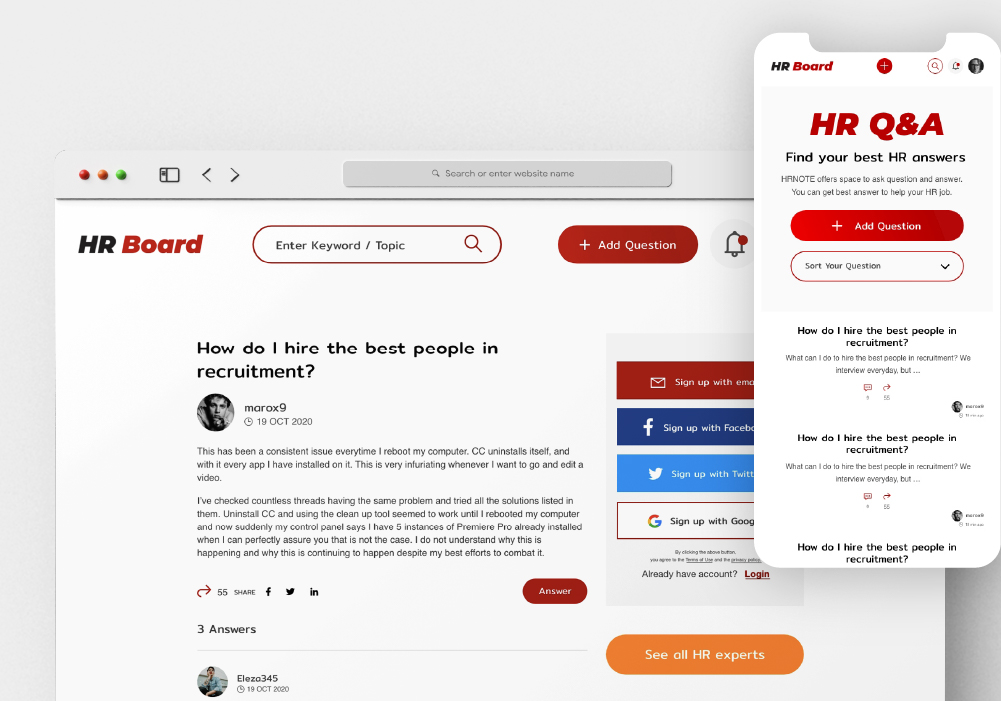 Search or enter website name
HR Board
Enter Keyword / Topic
+ Add Question
How do I hire the best people in
recruitment?
marox9
19 OCT 2020
This has been a consistent issue everytime I reboot my computer. CC uninstalls itself, and
with it every app I have installed on it. This is very infuriating whenever I want to go and edit a
video.
I've checked countless threads having the same problem and tried all the solutions listed in
them. Uninstall CC and using the clean up tool seemed to work until I rebooted my computer
and now suddenly my control panel says I have 5 instances of Premiere Pro already installed
when I can perfectly assure you that is not the case. I do not understand why this is
happening and why this is continuing to happen despite my best efforts to combat it.
55 SHARE
Answer
3 Answers
Eleza345
19 OCT 2020
Sign up with ema
Sign up with Facebo
Sign up with Twitt
Sign up with Goog
By clicking the above button,
you agree to the Terms of Use and the privacy policy
Already have account? Login
See all HR experts
HR Board
HR Q&A
Find your best HR answers
HRNOTE offers space to ask question and answer.
You can get best answer to help your HR job.
+ Add Question
Sort Your Question
How do I hire the best people in
recruitment?
What can I do to hire the best people in recruitment? We
interview everyday, but ...
55
marox9
How do I hire the best people in
recruitment?
What can I do to hire the best people in recruitment? We
interview everyday, but ...
55
marox9
How do I hire the best people in
recruitment?